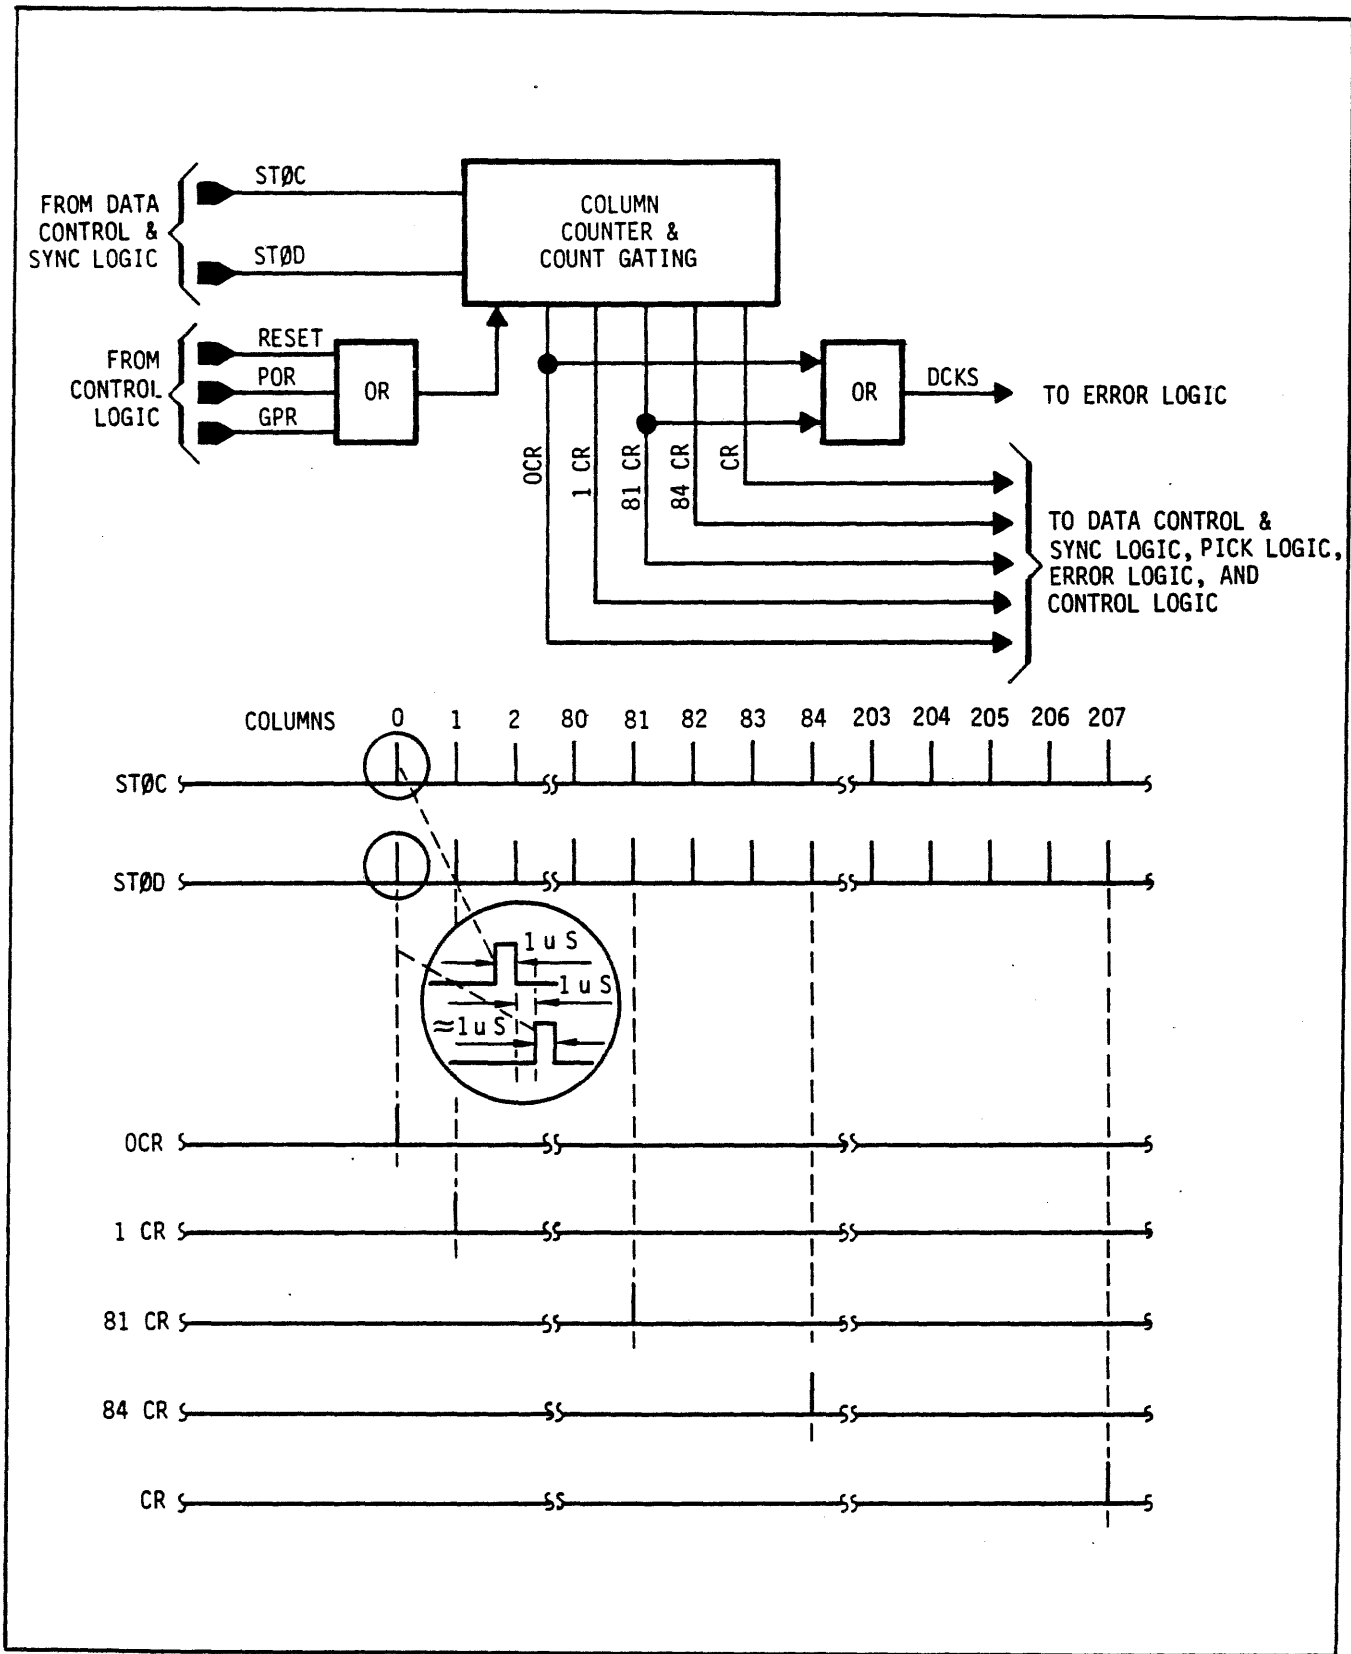 STØC
FROM DATA
CONTROL &
SYNC LOGIC
STØD
COLUMN
COUNTER &
COUNT GATING
FROM
CONTROL
LOGIC
RESET
POR
GPR
OR
OR
DCKS
TO ERROR LOGIC
OCR
1 CR
81 CR
84 CR
CR
TO DATA CONTROL &
SYNC LOGIC, PICK LOGIC,
ERROR LOGIC, AND
CONTROL LOGIC
COLUMNS 0 1 2 80 81 82 83 84 203 204 205 206 207
STØC
STØD
1 u S
1 u S
≈1u S
OCR
1 CR
81 CR
84 CR
CR